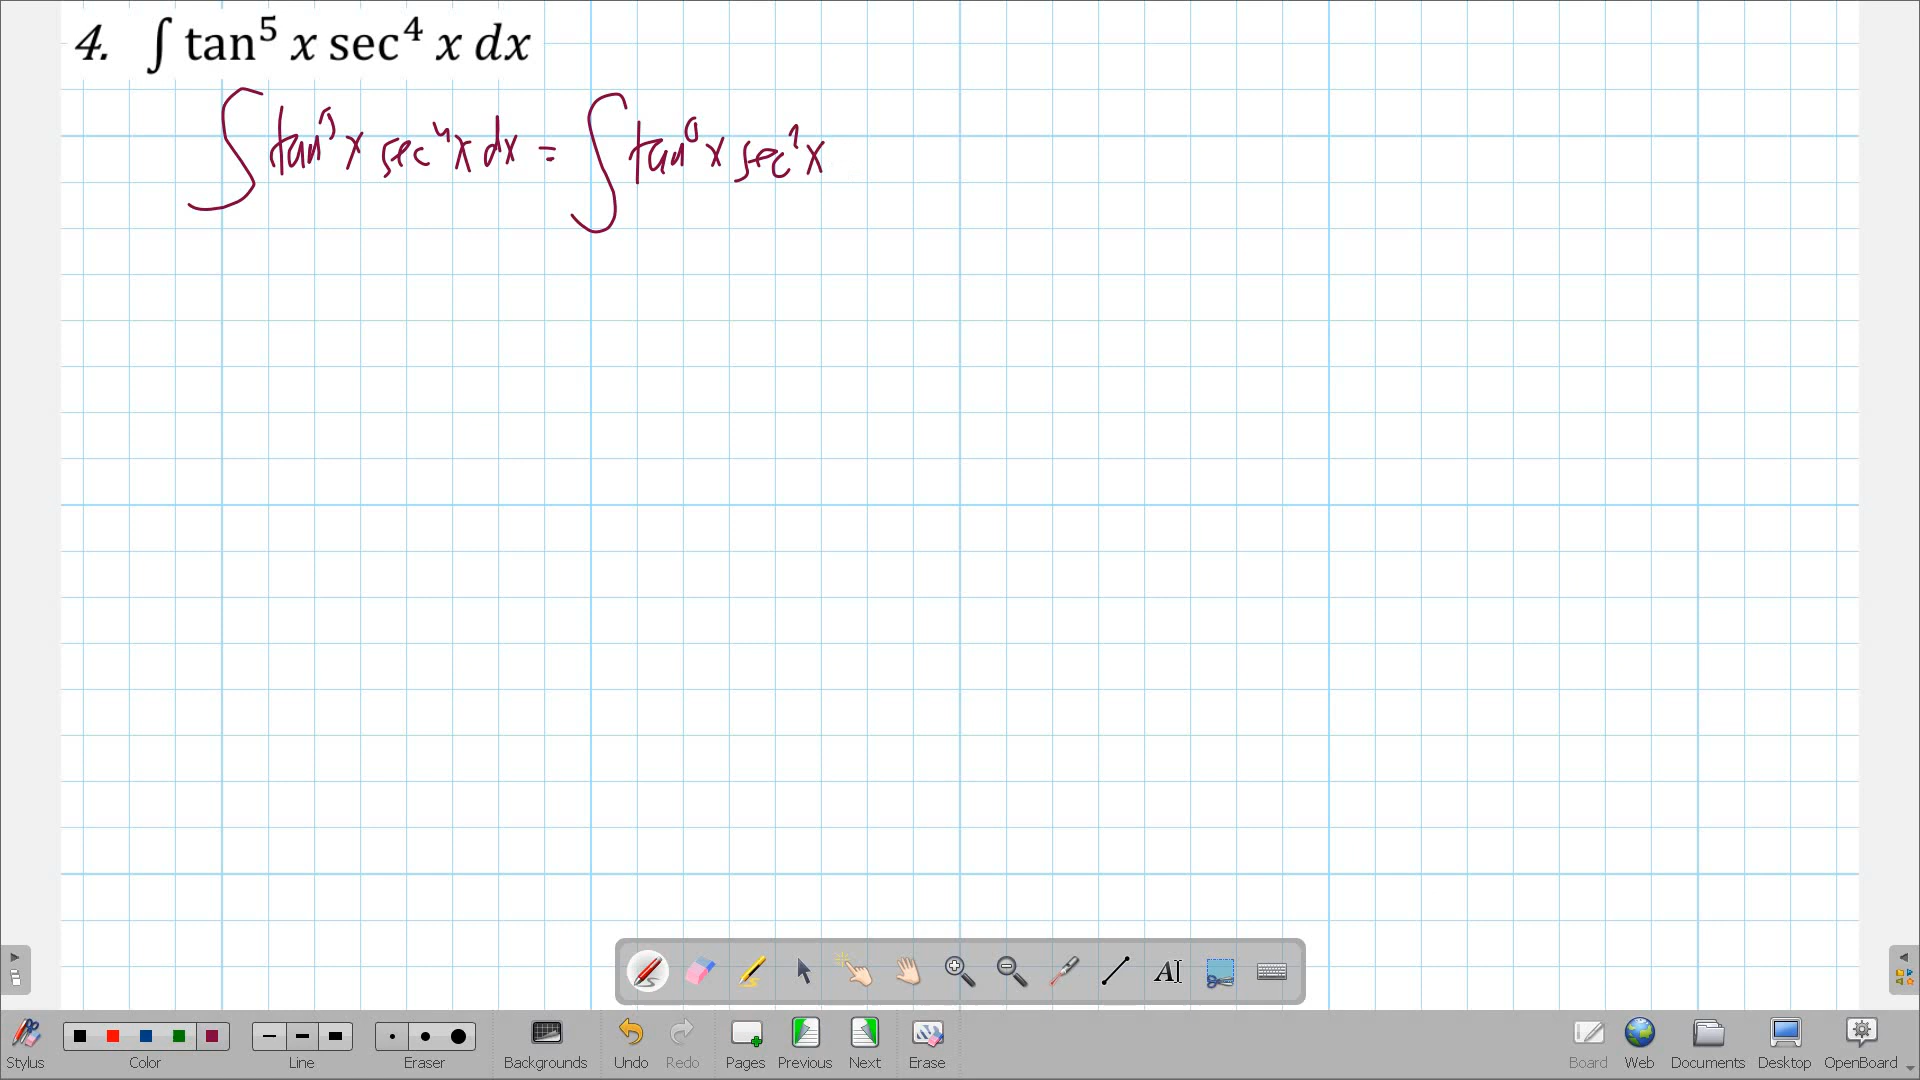 4. ∫ tan⁵ x sec⁴ x dx
∫ tan⁵ x sec⁴ x dx = ∫ tan⁵ x sec² x
Stylus Color Line Eraser Backgrounds Undo Redo Pages Previous Next Erase Board Web Documents Desktop OpenBoard